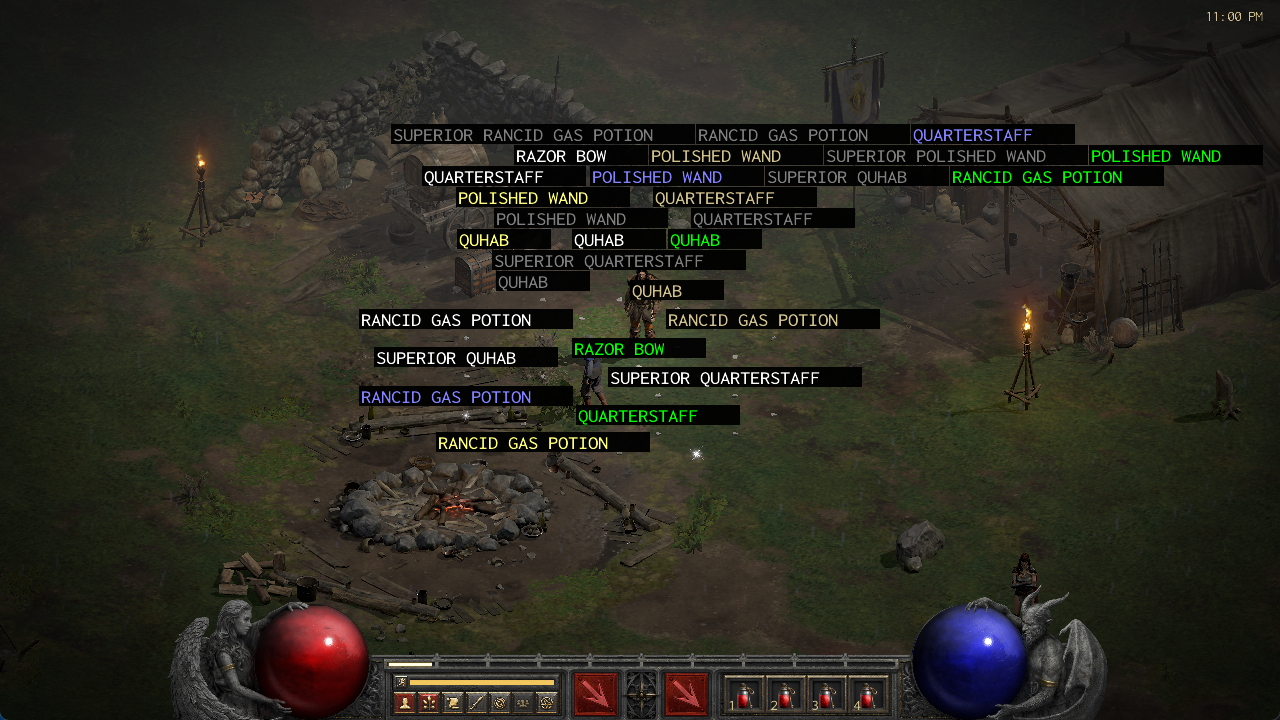 11:00 PM
SUPERIOR RANCID GAS POTION RANCID GAS POTION QUARTERSTAFF
RAZOR BOW POLISHED WAND SUPERIOR POLISHED WAND POLISHED WAND
QUARTERSTAFF POLISHED WAND SUPERIOR QUHAB RANCID GAS POTION
POLISHED WAND QUARTERSTAFF
POLISHED WAND QUARTERSTAFF
QUHAB QUHAB QUHAB
SUPERIOR QUARTERSTAFF
QUHAB
QUHAB
RANCID GAS POTION RANCID GAS POTION
RAZOR BOW
SUPERIOR QUHAB
SUPERIOR QUARTERSTAFF
RANCID GAS POTION
QUARTERSTAFF
RANCID GAS POTION
1 2 3 4